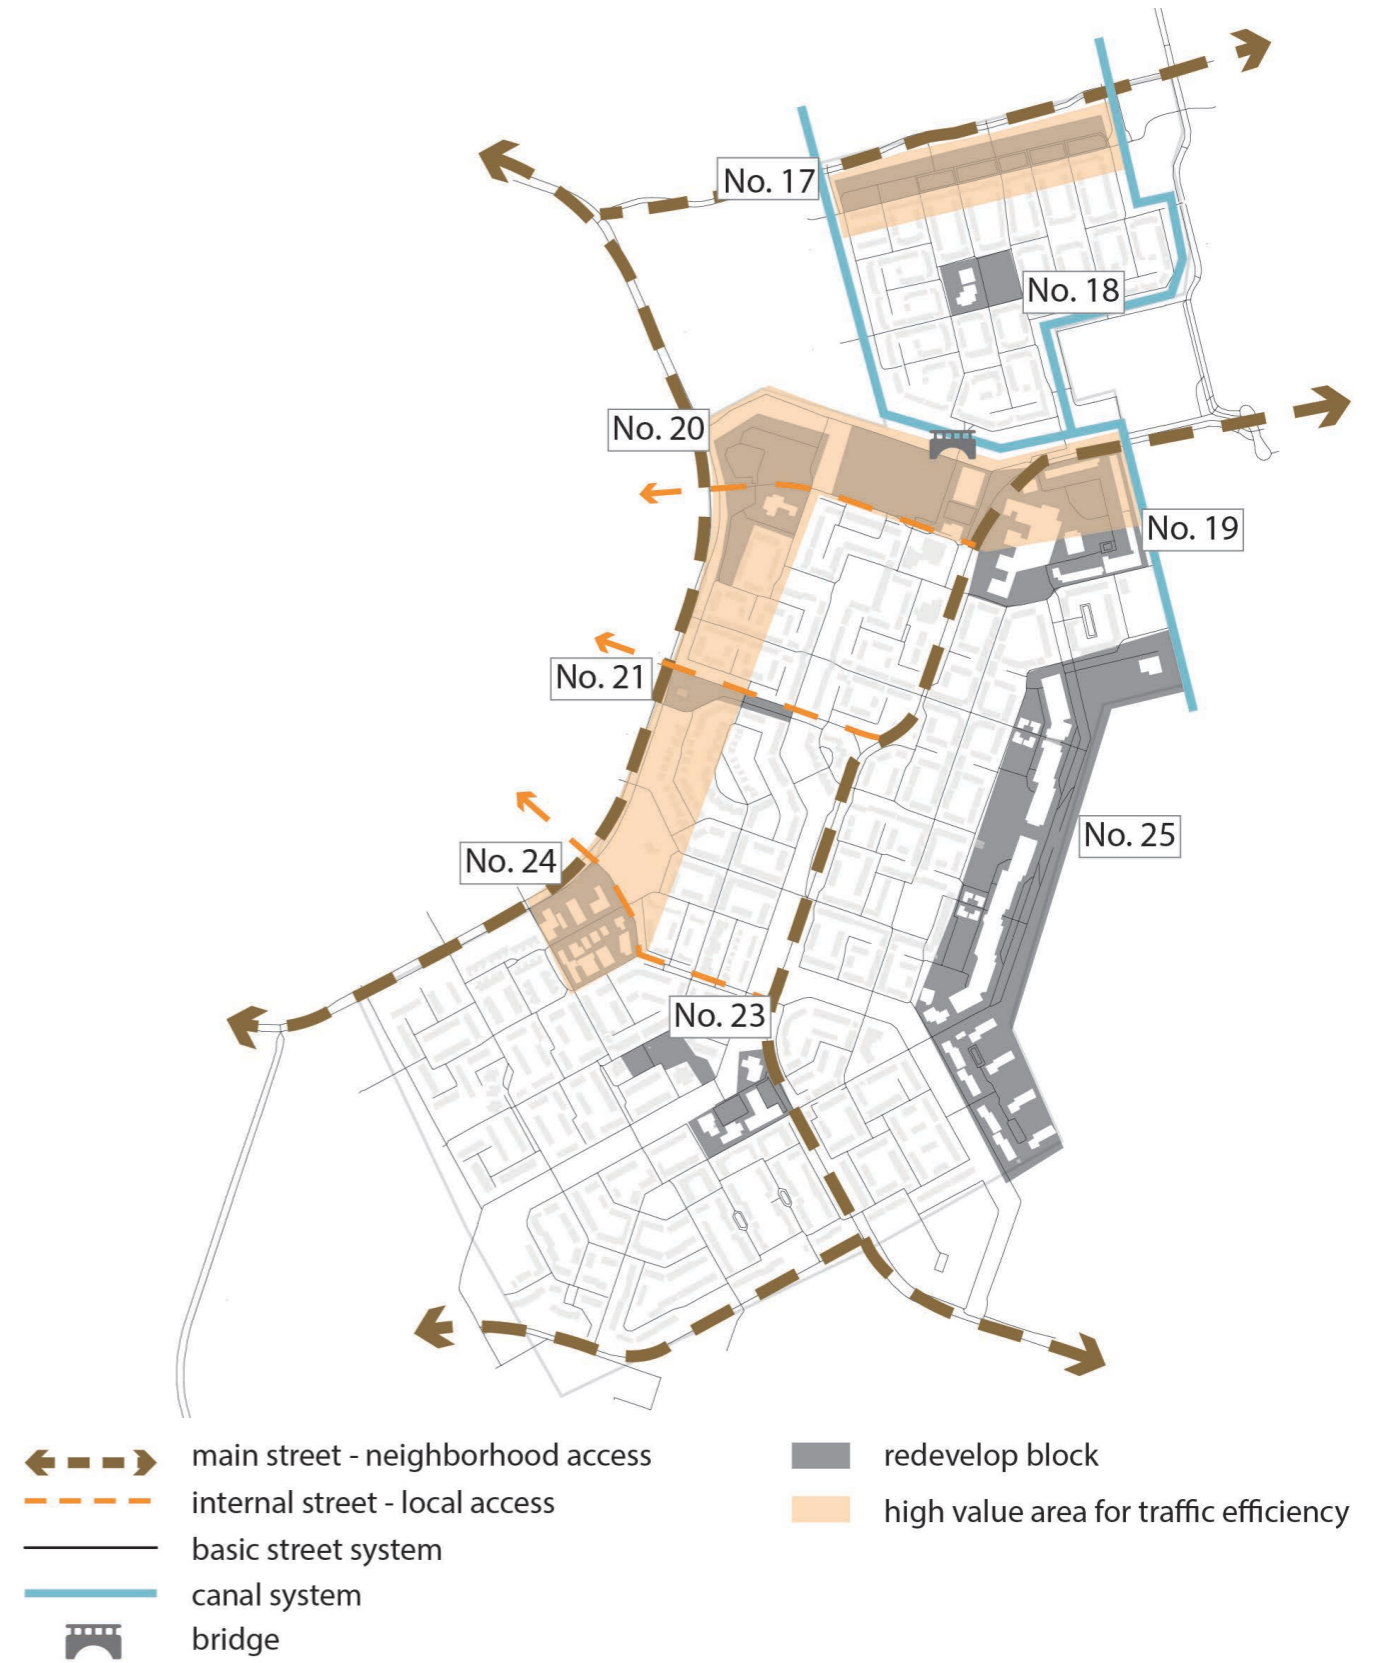 No. 17
No. 18
No. 20
No. 19
No. 21
No. 25
No. 24
No. 23
main street - neighborhood access
internal street - local access
basic street system
canal system
bridge
redevelop block
high value area for traffic efficiency